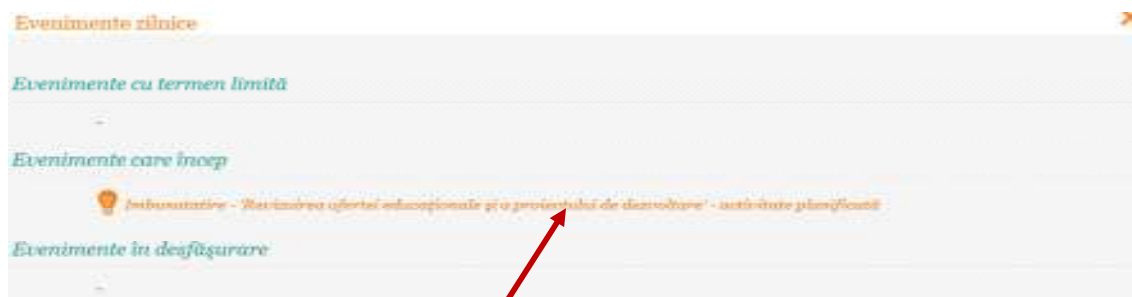 Evenimente zilnice
Evenimente cu termen limită
-
Evenimente care încep
Imbunatatire - 'Revizuirea ofertei educaționale și a proiectului de dezvoltare' - activitate planificată
Evenimente în desfășurare
-